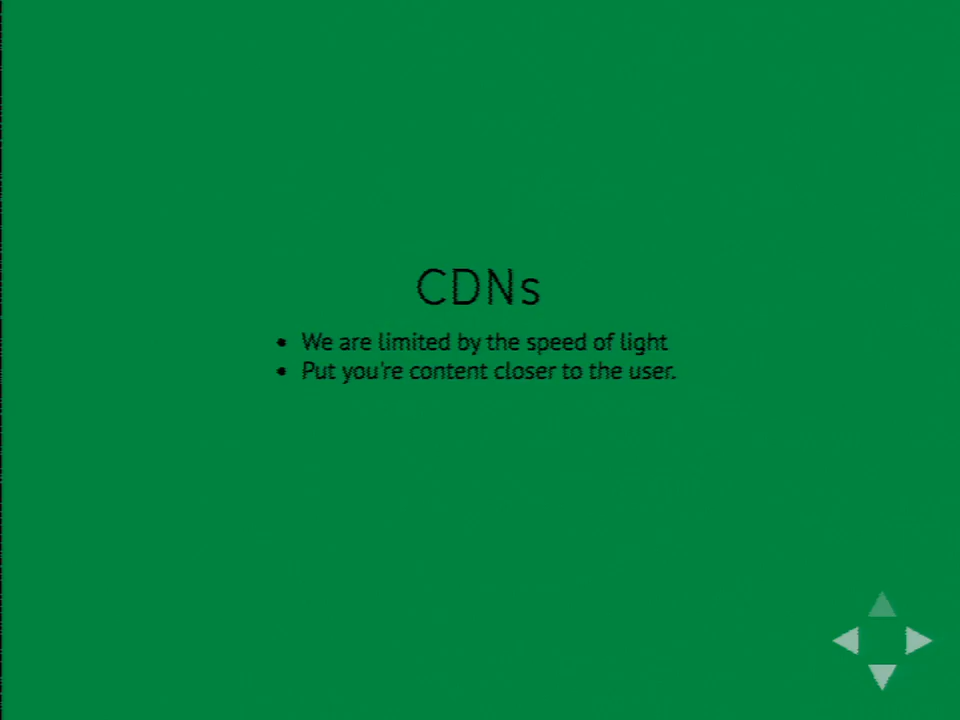 CDNs
• We are limited by the speed of light
• Put you're content closer to the user.